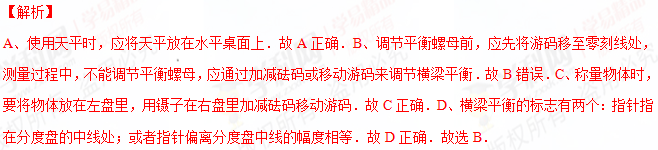 【解析】
A、使用天平时，应将天平放在水平桌面上．故 A 正确．B、调节平衡螺母前，应先将游码移至零刻线处，
测量过程中，不能调节平衡螺母，应通过加减砝码或移动游码来调节横梁平衡．故 B 错误．C、称量物体时，
要将物体放在左盘里，用镊子在右盘里加减砝码移动游码．故 C 正确．D、横梁平衡的标志有两个：指针指
在分度盘的中线处；或者指针偏离分度盘中线的幅度相等．故 D 正确．故选 B．